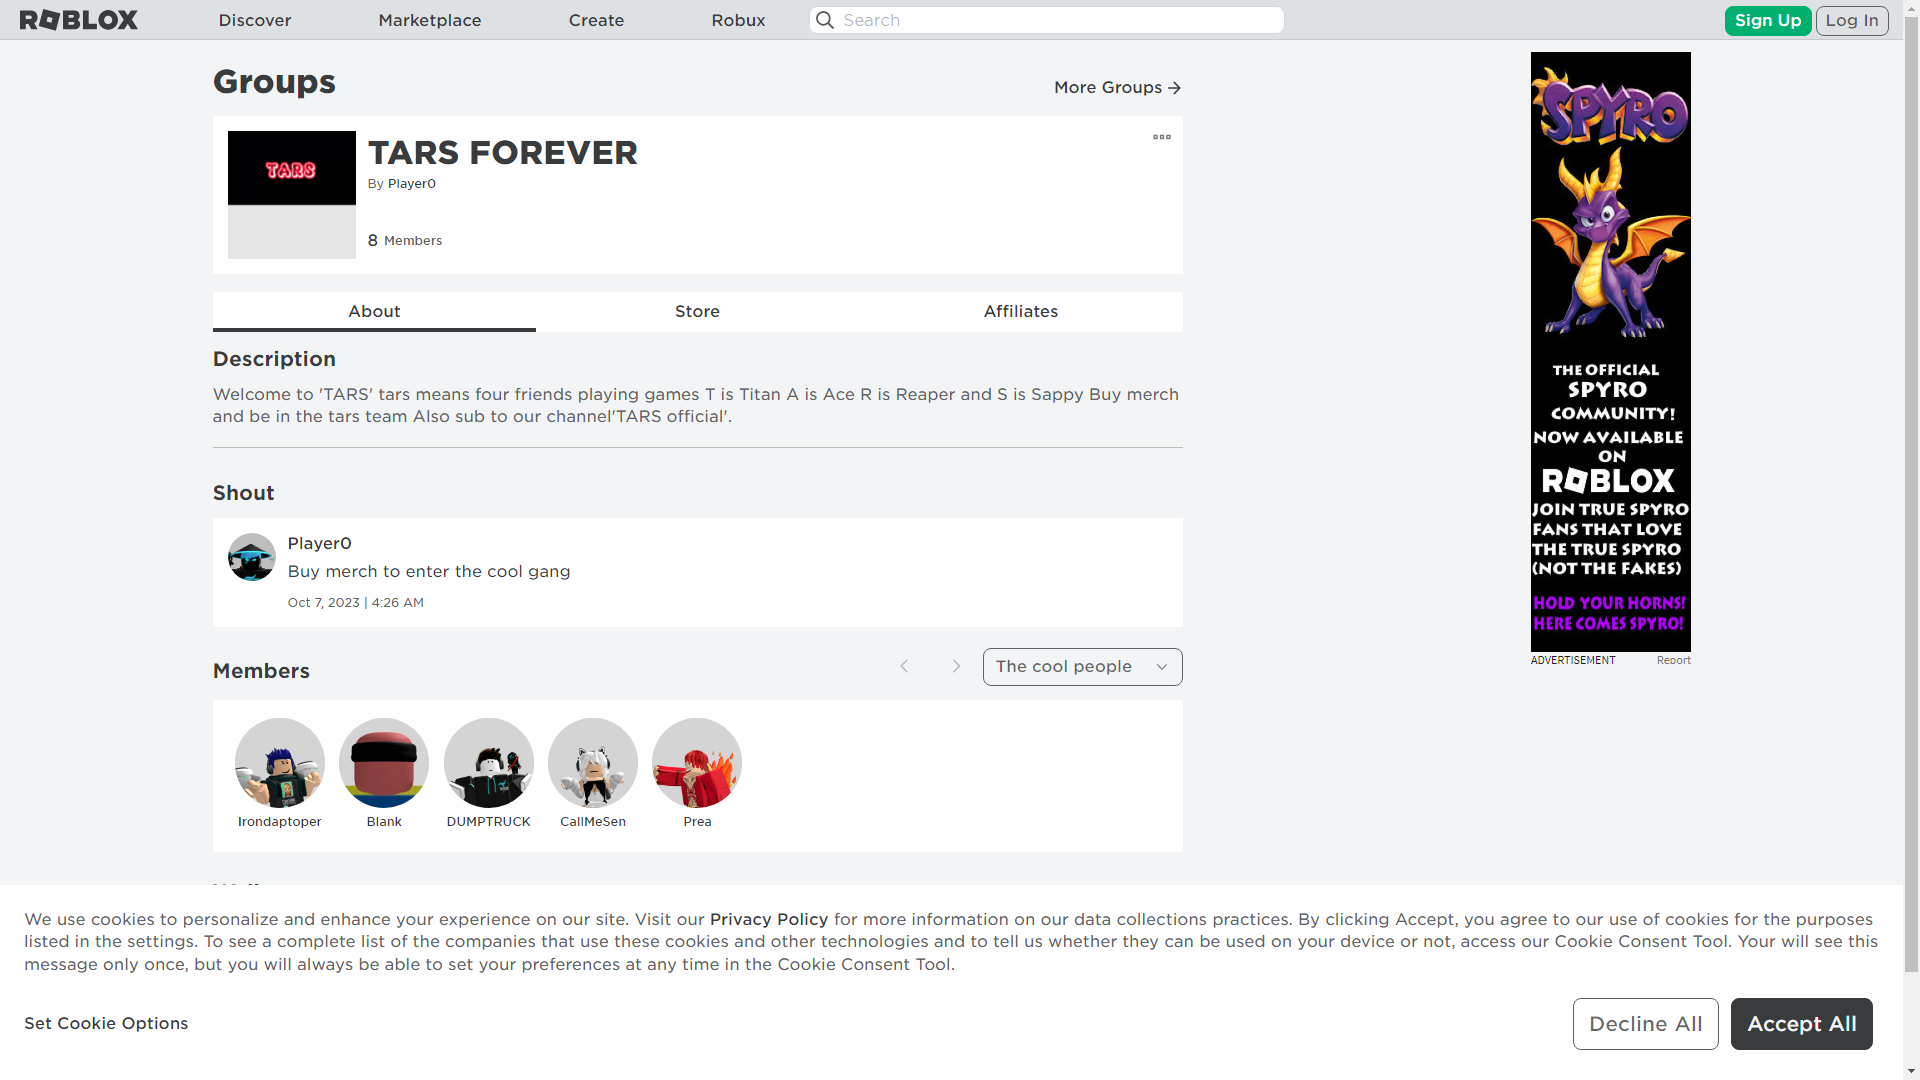 ROBLOX
Discover
Marketplace
Create
Robux
Search
Sign Up
Log In
Groups
More Groups
TARS
TARS FOREVER
By Player0
8 Members
About
Store
Affiliates
Description
Welcome to 'TARS' tars means four friends playing games T is Titan A is Ace R is Reaper and S is Sappy Buy merch
and be in the tars team Also sub to our channel'TARS official'.
Shout
Player0
Buy merch to enter the cool gang
Oct 7, 2023 | 4:26 AM
Members
The cool people
Irondaptoper
Blank
DUMPTRUCK
CallMeSen
Prea
SPYRO
THE OFFICIAL
SPYRO
COMMUNITY!
NOW AVAILABLE
ON
ROBLOX
JOIN TRUE SPYRO
FANS THAT LOVE
THE TRUE SPYRO
(NOT THE FAKES)
HOLD YOUR HORNS!
HERE COMES SPYRO!
ADVERTISEMENT
Report
We use cookies to personalize and enhance your experience on our site. Visit our Privacy Policy for more information on our data collections practices. By clicking Accept, you agree to our use of cookies for the purposes
listed in the settings. To see a complete list of the companies that use these cookies and other technologies and to tell us whether they can be used on your device or not, access our Cookie Consent Tool. Your will see this
message only once, but you will always be able to set your preferences at any time in the Cookie Consent Tool.
Set Cookie Options
Decline All
Accept All